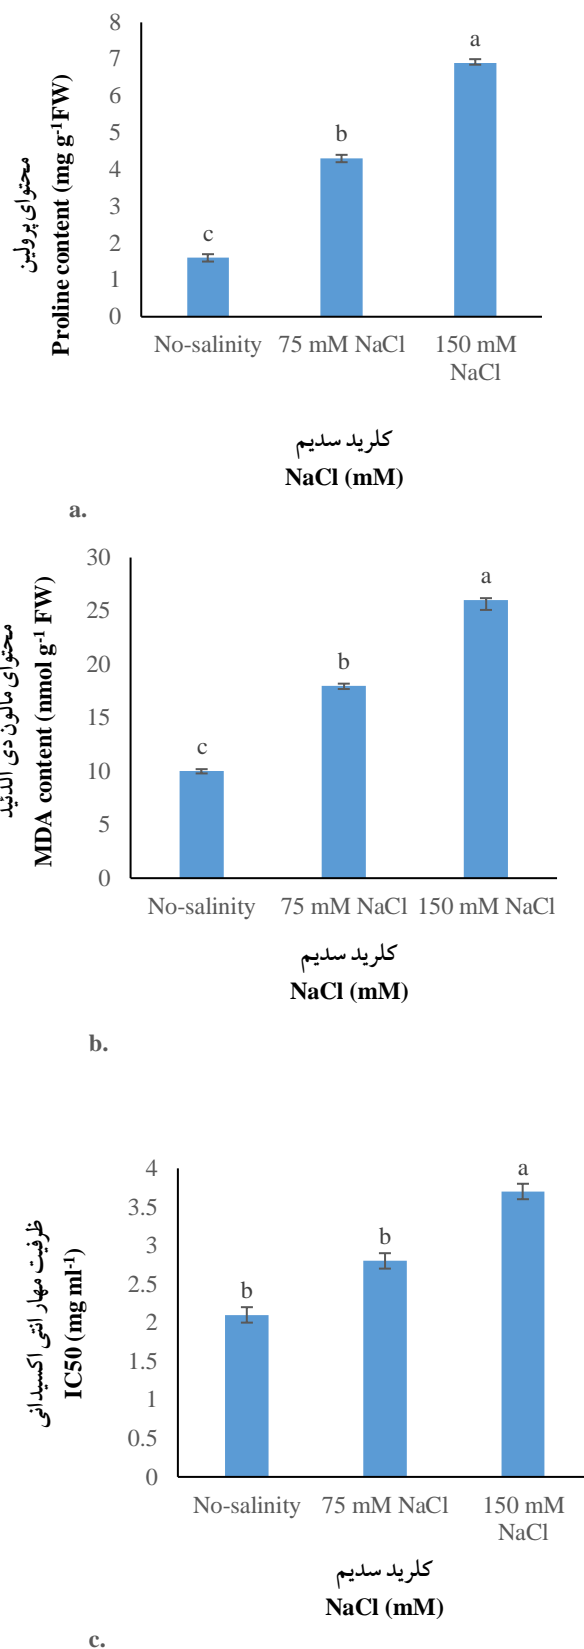 محتوای پرولین
Proline content (mg g⁻¹FW)
8
7
6
5
4
3
2
1
0
c
b
a
No-salinity
75 mM NaCl
150 mM
NaCl
کلرید سدیم
NaCl (mM)
a.
محتوای مالون دی الدئید
MDA content (nmol g⁻¹ FW)
30
25
20
15
10
5
0
c
b
a
No-salinity
75 mM NaCl
150 mM NaCl
کلرید سدیم
NaCl (mM)
b.
ظرفیت مهار انتی اکسیدانی
IC50 (mg ml⁻¹)
4
3.5
3
2.5
2
1.5
1
0.5
0
b
b
a
No-salinity
75 mM NaCl
150 mM
NaCl
کلرید سدیم
NaCl (mM)
c.